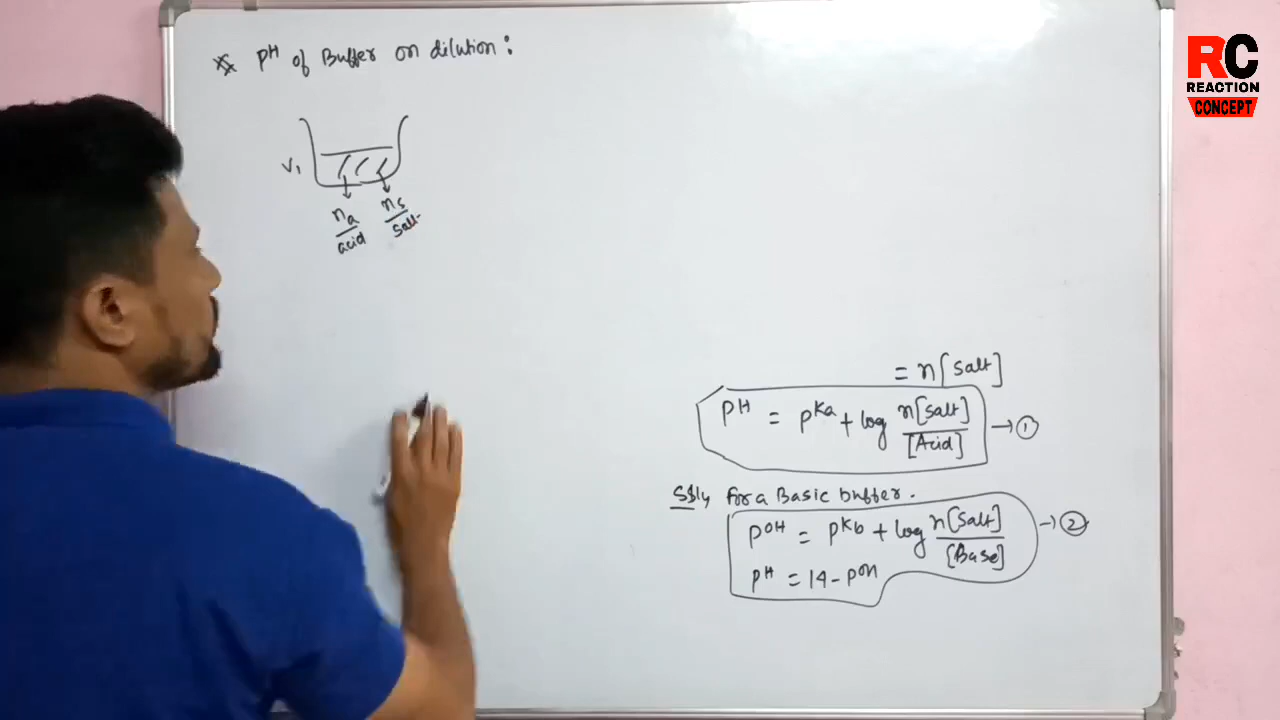 ** pH of Buffer on dilution:
V₁
nₐ nₛ
acid salt
= n[salt]
pH = pKa + log n[salt]/[Acid] → ①
Slly for a Basic buffer.
pOH = pKb + log n[salt]/[Base] → ②
pH = 14 - pOH
RC
REACTION
CONCEPT